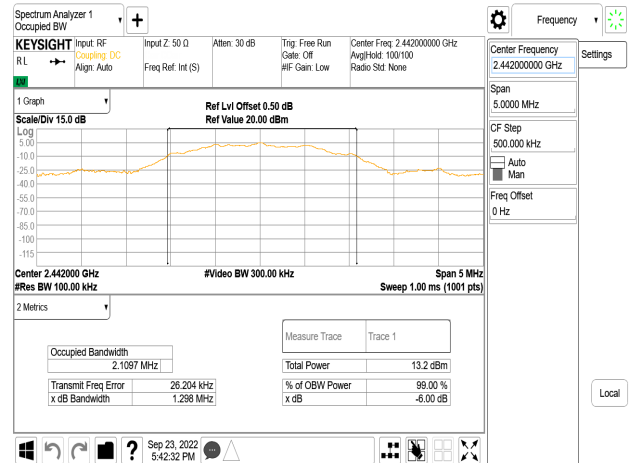 Spectrum Analyzer 1
Occupied BW
Frequency
KEYSIGHT
R L
LNI
Input: RF
Coupling: DC
Align: Auto
Input Z: 50 Ω
Freq Ref: Int (S)
Atten: 30 dB
Trig: Free Run
Gate: Off
#IF Gain: Low
Center Freq: 2.442000000 GHz
Avg|Hold: 100/100
Radio Std: None
Center Frequency
2.442000000 GHz
Settings
Span
5.0000 MHz
CF Step
500.000 kHz
Auto
Man
Freq Offset
0 Hz
Local
1 Graph
Scale/Div 15.0 dB
Ref Lvl Offset 0.50 dB
Ref Value 20.00 dBm
Log
5.00
-10.0
-25.0
-40.0
-55.0
-70.0
-85.0
-100
-115
Center 2.442000 GHz
#Video BW 300.00 kHz
Span 5 MHz
#Res BW 100.00 kHz
Sweep 1.00 ms (1001 pts)
2 Metrics
Measure Trace
Trace 1
Occupied Bandwidth
2.1097 MHz
Total Power
13.2 dBm
Transmit Freq Error
26.204 kHz
% of OBW Power
99.00 %
x dB Bandwidth
1.298 MHz
x dB
-6.00 dB
?
Sep 23, 2022
5:42:32 PM